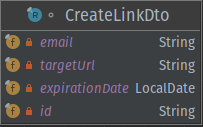 CreateLinkDto
email String
targetUrl String
expirationDate LocalDate
id String